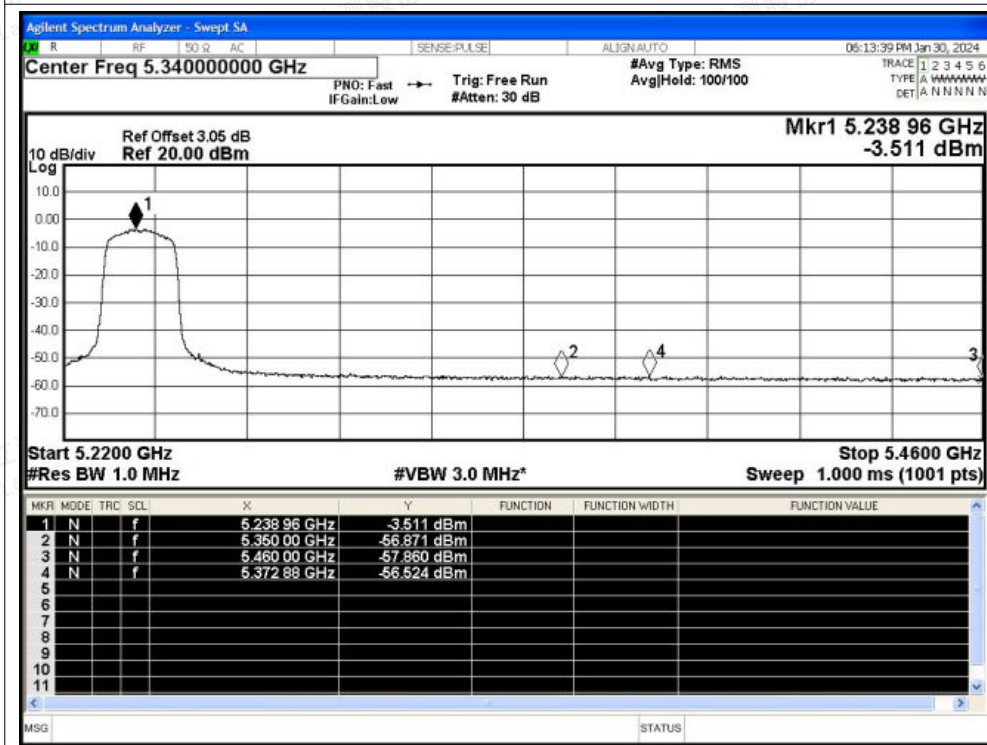 Agilent Spectrum Analyzer - Swept SA
LXI R RF 50 Ω AC SENSE:PULSE ALIGN AUTO 06:13:39 PM Jan 30, 2024
Center Freq 5.340000000 GHz #Avg Type: RMS TRACE 1 2 3 4 5 6
PNO: Fast Trig: Free Run Avg|Hold: 100/100 TYPE A WWWWW
IFGain:Low #Atten: 30 dB DET A N N N N N
Mkr1 5.238 96 GHz
Ref Offset 3.05 dB
10 dB/div Ref 20.00 dBm -3.511 dBm
Log
10.0
1
0.00
-10.0
-20.0
-30.0
-40.0
2 4 3
-50.0
-60.0
-70.0
Start 5.2200 GHz Stop 5.4600 GHz
#Res BW 1.0 MHz #VBW 3.0 MHz* Sweep 1.000 ms (1001 pts)
MKR MODE TRC SCL X Y FUNCTION FUNCTION WIDTH FUNCTION VALUE
1 N f 5.238 96 GHz -3.511 dBm
2 N f 5.350 00 GHz -56.871 dBm
3 N f 5.460 00 GHz -57.860 dBm
4 N f 5.372 88 GHz -56.524 dBm
5
6
7
8
9
10
11
MSG STATUS